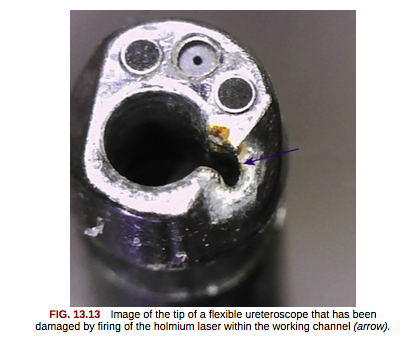 FIG. 13.13 Image of the tip of a flexible ureteroscope that has been
damaged by firing of the holmium laser within the working channel (arrow).